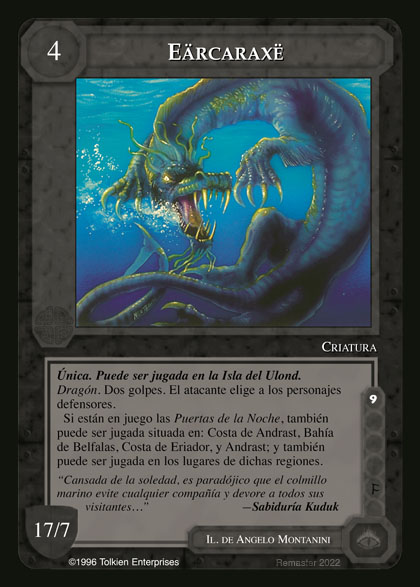 4
EÄRCARAXË
CRIATURA
Única. Puede ser jugada en la Isla del Ulond.
Dragón. Dos golpes. El atacante elige a los personajes
defensores.
Si están en juego las Puertas de la Noche, también
puede ser jugada situada en: Costa de Andrast, Bahía
de Belfalas, Costa de Eriador, y Andrast; y también
puede ser jugada en los lugares de dichas regiones.
“Cansada de la soledad, es paradójico que el colmillo
marino evite cualquier compañía y devore a todos sus
visitantes…” —Sabiduría Kuduk
9
17/7
IL. DE ANGELO MONTANINI
©1996 Tolkien Enterprises
Remaster 2022